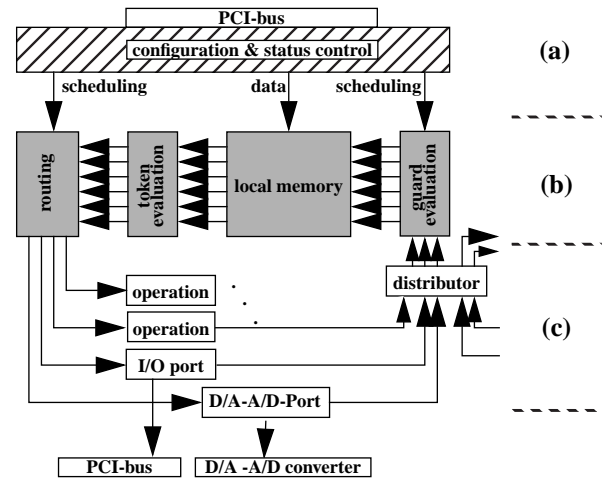 PCI-bus
configuration & status control
(a)
scheduling
data
scheduling
routing
token
evaluation
local memory
guard
evaluation
(b)
distributor
operation
operation
(c)
I/O port
D/A-A/D-Port
PCI-bus
D/A -A/D converter